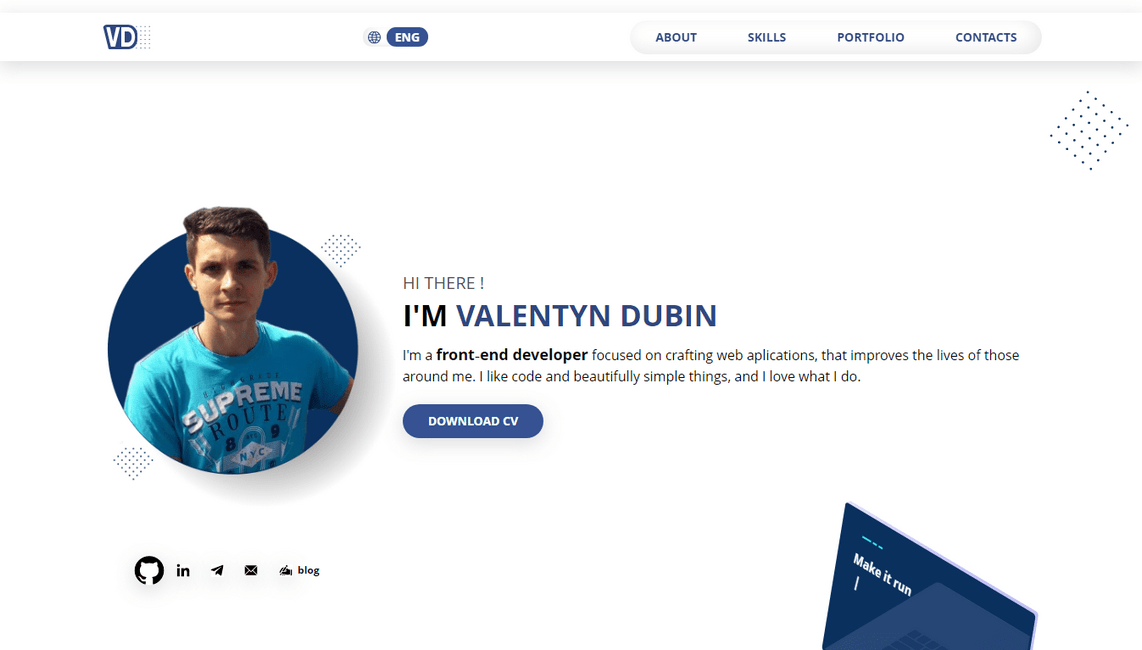 VD
ENG
ABOUT
SKILLS
PORTFOLIO
CONTACTS
HI THERE !
I'M VALENTYN DUBIN
I'm a front-end developer focused on crafting web aplications, that improves the lives of those
around me. I like code and beautifully simple things, and I love what I do.
DOWNLOAD CV
SUPREME
ROUTE
8 9
N.Y.C
in
blog
Make it run